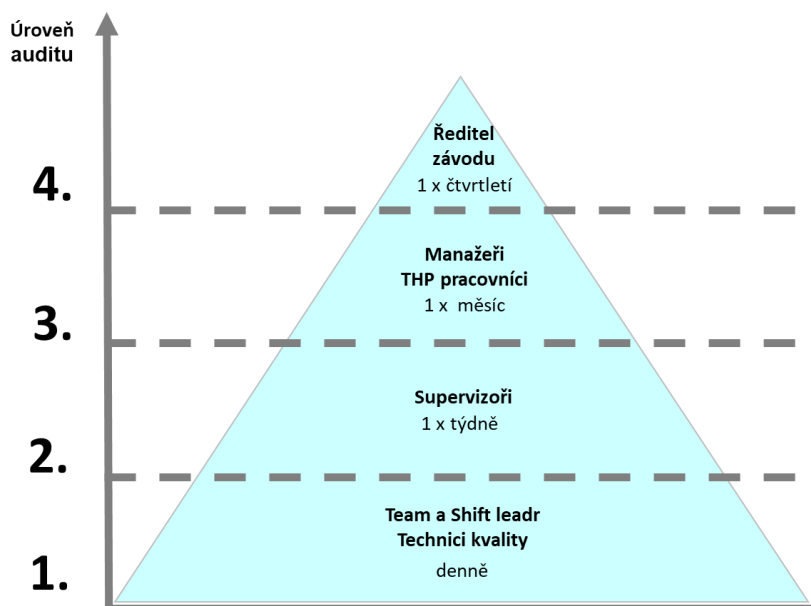 Úroveň
auditu
Ředitel
závodu
1 x čtvrtletí
4.
Manažeři
THP pracovníci
1 x  měsíc
3.
Supervizoři
1 x týdně
2.
Team a Shift leadr
Technici kvality
denně
1.